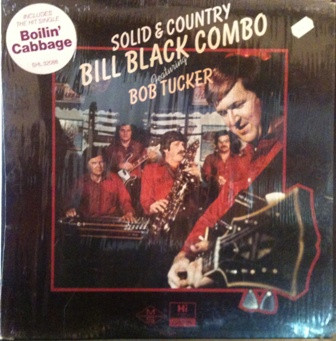 INCLUDES
THE HIT SINGLE
Boilin'
Cabbage
SOLID & COUNTRY
BILL BLACK COMBO
featuring
BOB TUCKER
Hi